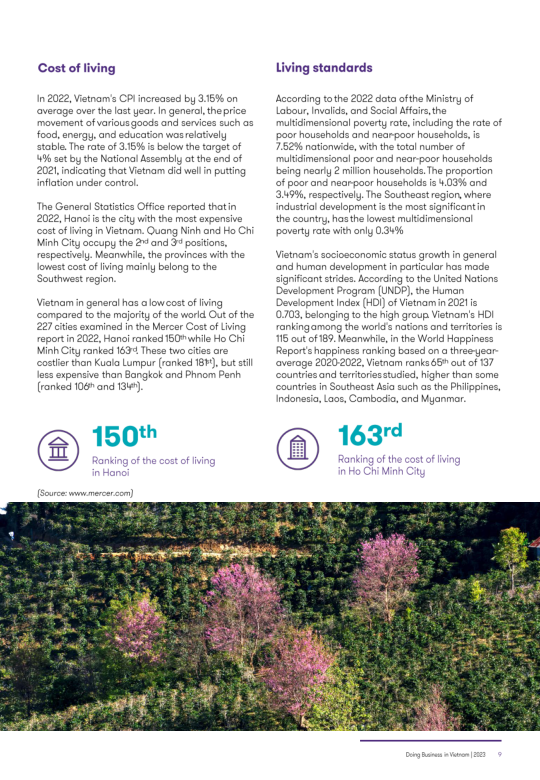 Cost of living
In 2022, Vietnam's CPI increased by 3.15% on
average over the last year. In general, the price
movement of various goods and services such as
food, energy, and education was relatively
stable. The rate of 3.15% is below the target of
4% set by the National Assembly at the end of
2021, indicating that Vietnam did well in putting
inflation under control.
The General Statistics Office reported that in
2022, Hanoi is the city with the most expensive
cost of living in Vietnam. Quang Ninh and Ho Chi
Minh City occupy the 2nd and 3rd positions,
respectively. Meanwhile, the provinces with the
lowest cost of living mainly belong to the
Southwest region.
Vietnam in general has a low cost of living
compared to the majority of the world. Out of the
227 cities examined in the Mercer Cost of Living
report in 2022, Hanoi ranked 150th while Ho Chi
Minh City ranked 163rd. These two cities are
costlier than Kuala Lumpur (ranked 181st), but still
less expensive than Bangkok and Phnom Penh
(ranked 106th and 134th).
150th
Ranking of the cost of living
in Hanoi
(Source: www.mercer.com)
Living standards
According to the 2022 data of the Ministry of
Labour, Invalids, and Social Affairs, the
multidimensional poverty rate, including the rate of
poor households and near-poor households, is
7.52% nationwide, with the total number of
multidimensional poor and near-poor households
being nearly 2 million households. The proportion
of poor and near-poor households is 4.03% and
3.49%, respectively. The Southeast region, where
industrial development is the most significant in
the country, has the lowest multidimensional
poverty rate with only 0.34%
Vietnam's socioeconomic status growth in general
and human development in particular has made
significant strides. According to the United Nations
Development Program (UNDP), the Human
Development Index (HDI) of Vietnam in 2021 is
0.703, belonging to the high group. Vietnam's HDI
ranking among the world's nations and territories is
115 out of 189. Meanwhile, in the World Happiness
Report's happiness ranking based on a three-year-
average 2020-2022, Vietnam ranks 65th out of 137
countries and territories studied, higher than some
countries in Southeast Asia such as the Philippines,
Indonesia, Laos, Cambodia, and Myanmar.
163rd
Ranking of the cost of living
in Ho Chi Minh City
Doing Business in Vietnam | 2023 9